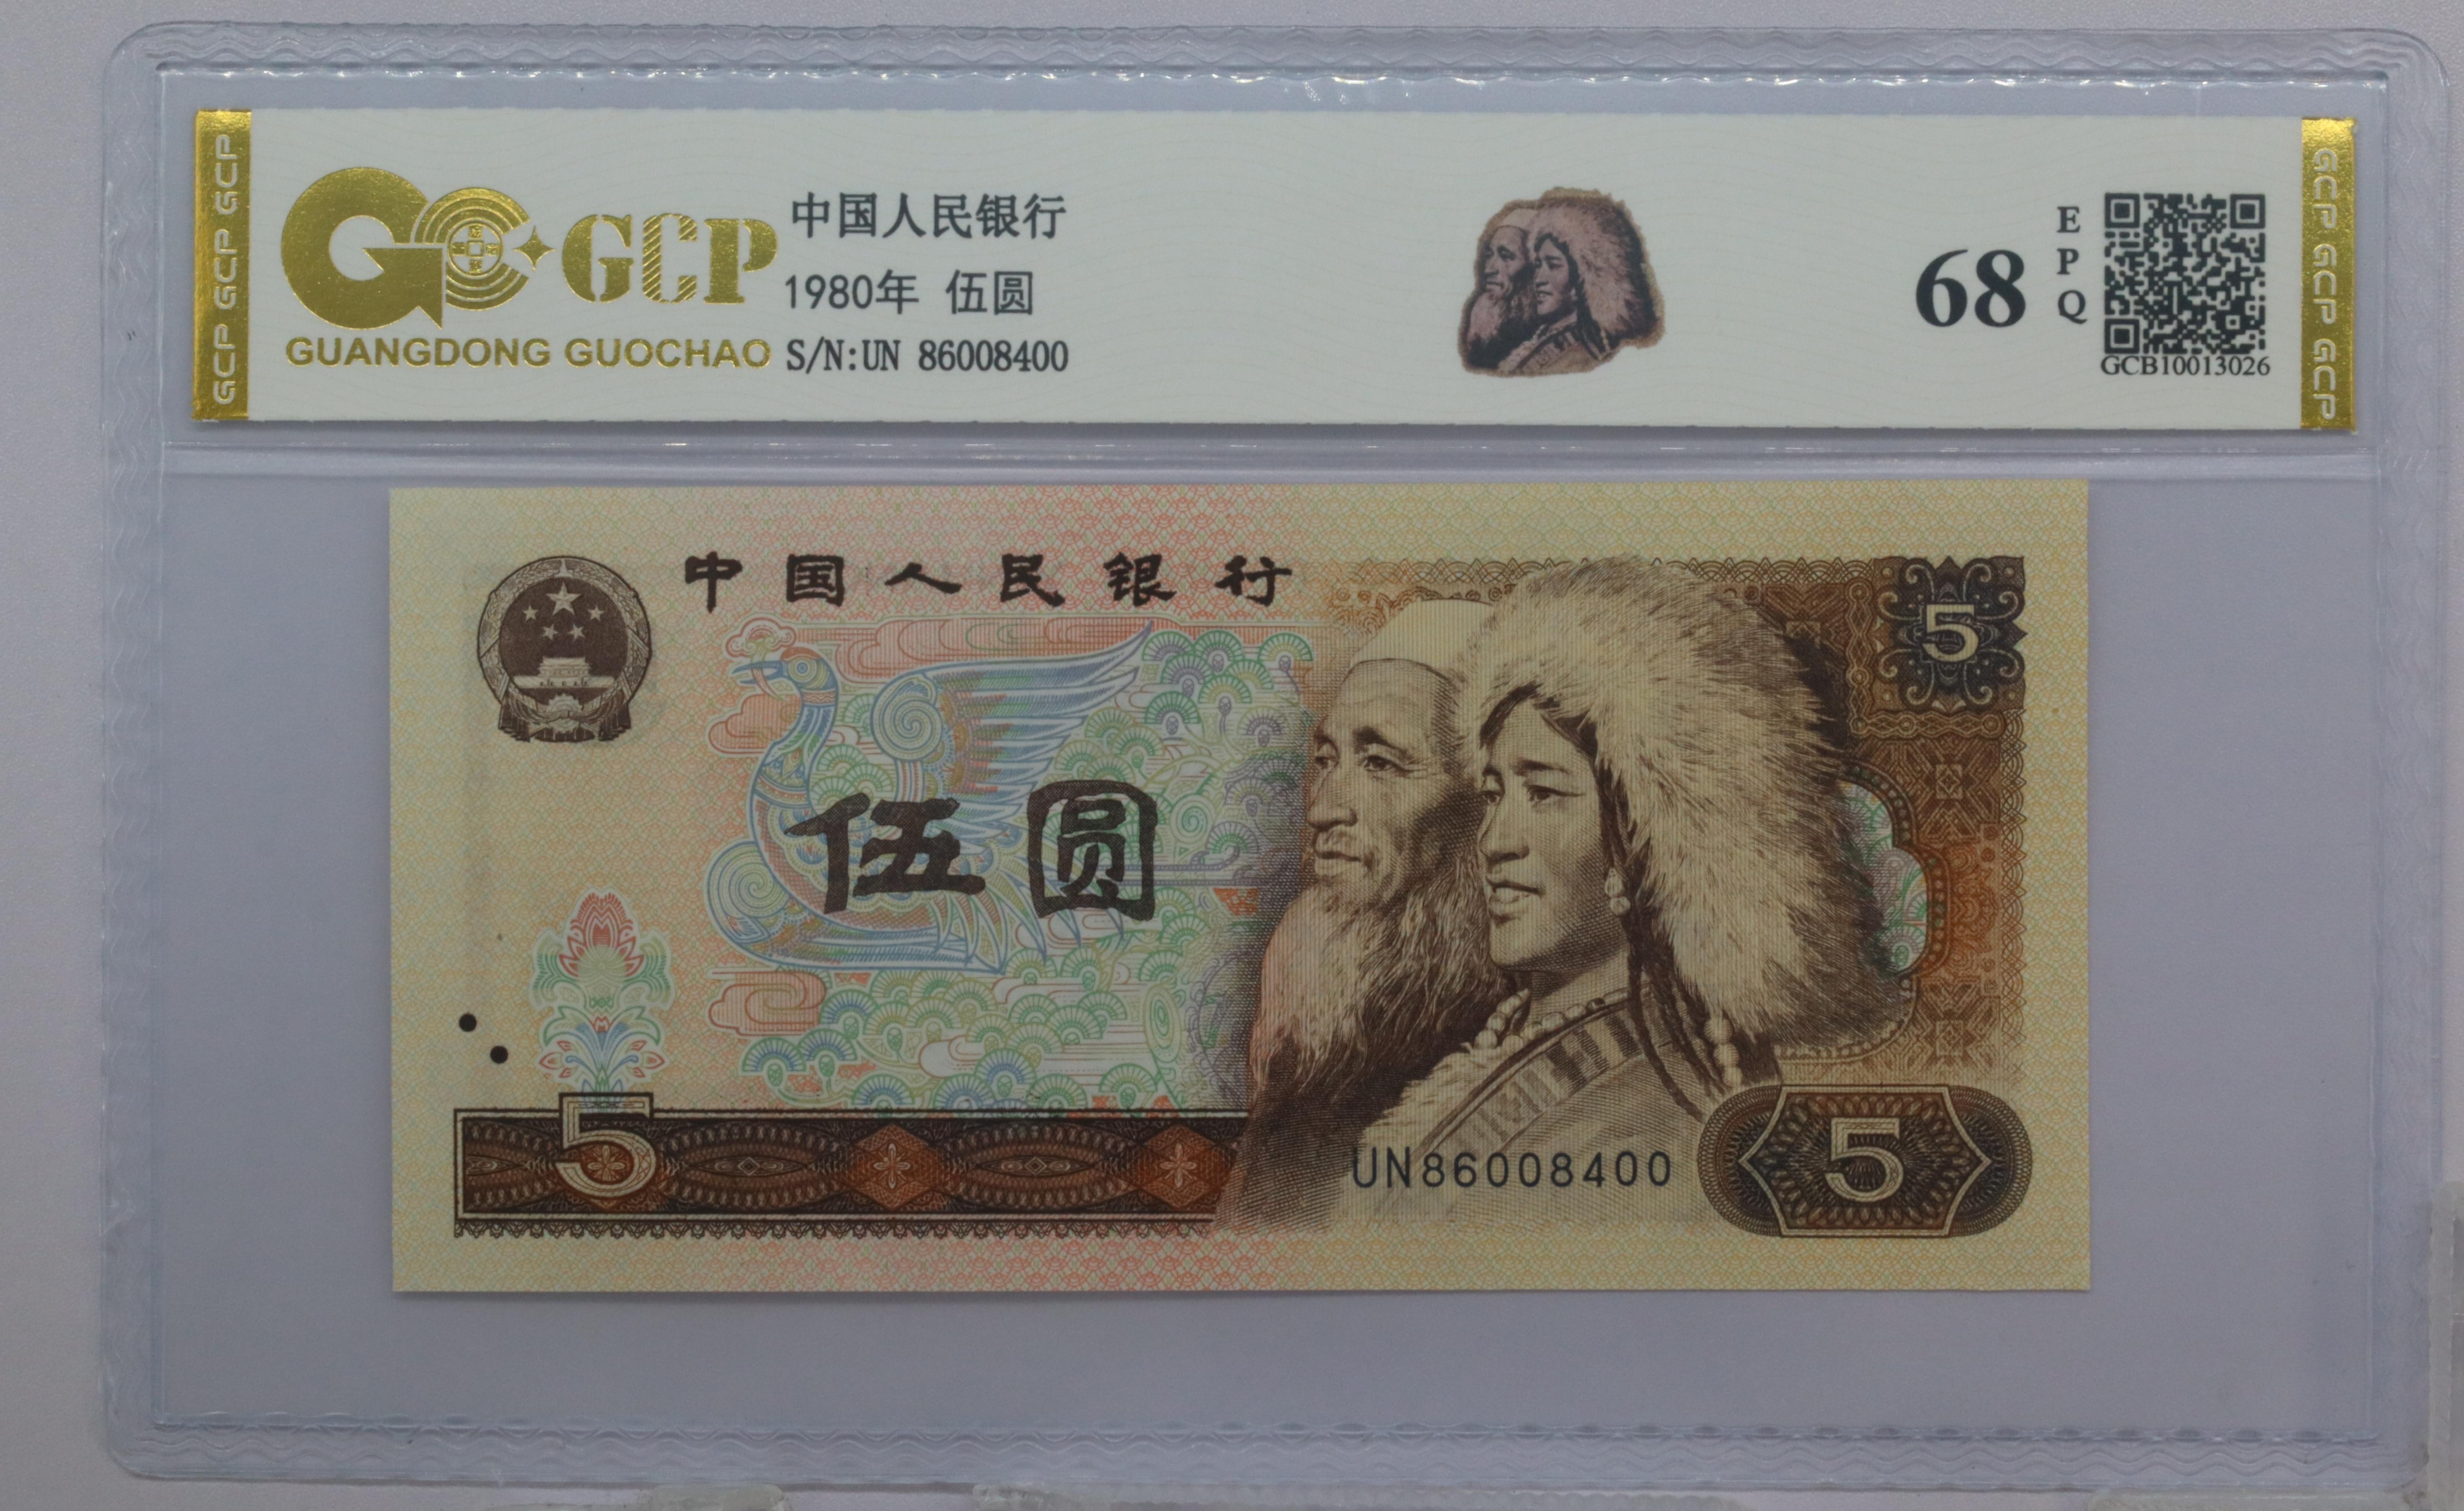 GCP GCP GCP
GCP
GUANGDONG GUOCHAO
中国人民银行
1980年 伍圆
S/N:UN 86008400
68
EPQ
GCB10013026
GCP GCP GCP
中国人民银行
5
伍圆
5
UN86008400
5